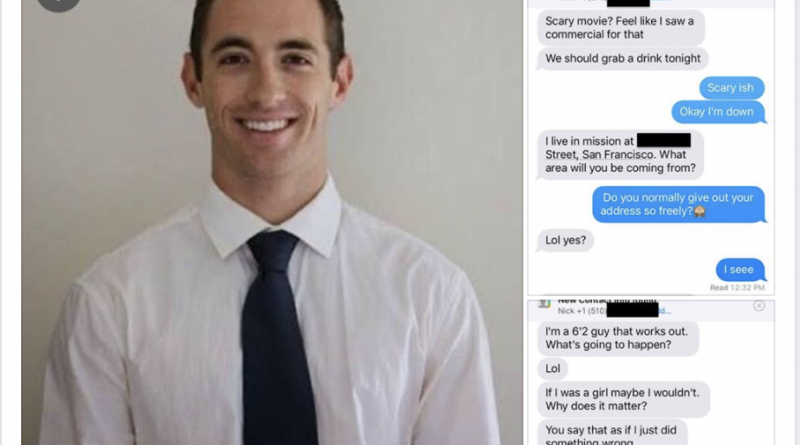 Scary movie? Feel like I saw a
commercial for that
We should grab a drink tonight
Scary ish
Okay I'm down
I live in mission at
Street, San Francisco. What
area will you be coming from?
Do you normally give out your
address so freely?🙈
Lol yes?
I seee
Read 12:32 PM
New Contact Info found
Nick +1 (510) d...
I'm a 6'2 guy that works out.
What's going to happen?
Lol
If I was a girl maybe I wouldn't.
Why does it matter?
You say that as if I just did
something wrong